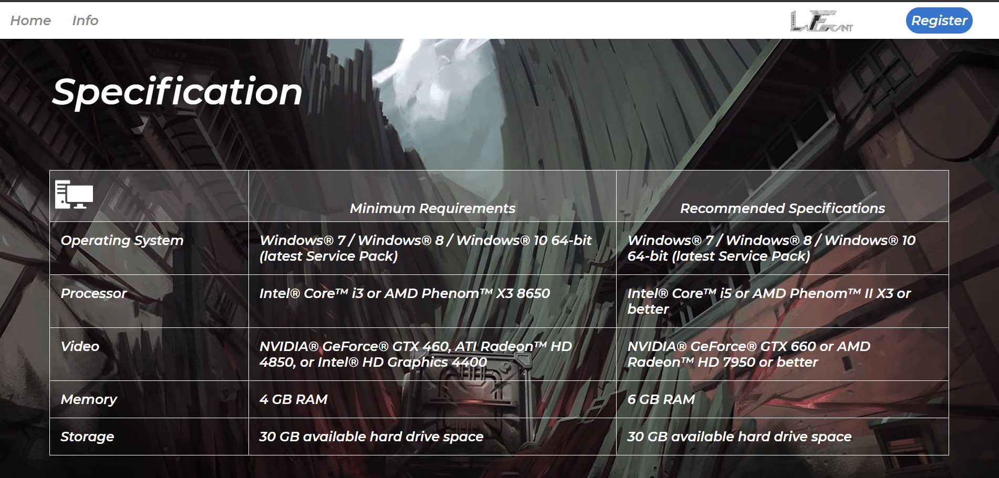 Home Info LaFerant Register
Specification
Minimum Requirements Recommended Specifications
Operating System Windows® 7 / Windows® 8 / Windows® 10 64-bit Windows® 7 / Windows® 8 / Windows® 10
(latest Service Pack) 64-bit (latest Service Pack)
Processor Intel® Core™ i3 or AMD Phenom™ X3 8650 Intel® Core™ i5 or AMD Phenom™ II X3 or
better
Video NVIDIA® GeForce® GTX 460, ATI Radeon™ HD NVIDIA® GeForce® GTX 660 or AMD
4850, or Intel® HD Graphics 4400 Radeon™ HD 7950 or better
Memory 4 GB RAM 6 GB RAM
Storage 30 GB available hard drive space 30 GB available hard drive space